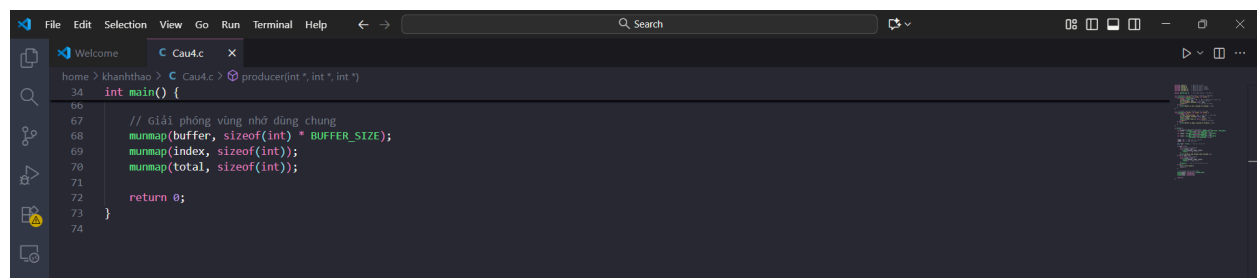 File Edit Selection View Go Run Terminal Help Search
Welcome C Cau4.c
home > khanhthao > C Cau4.c > producer(int *, int *, int *)
34 int main() {
66
67 // Giải phóng vùng nhớ dùng chung
68 munmap(buffer, sizeof(int) * BUFFER_SIZE);
69 munmap(index, sizeof(int));
70 munmap(total, sizeof(int));
71
72 return 0;
73 }
74